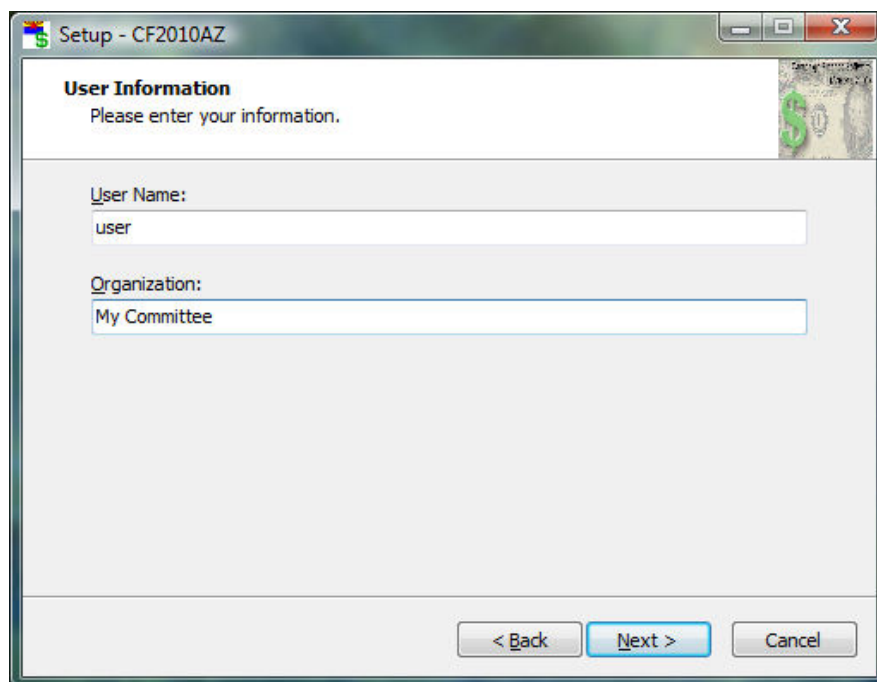 Setup - CF2010AZ
User Information
Please enter your information.
User Name:
user
Organization:
My Committee
< Back
Next >
Cancel